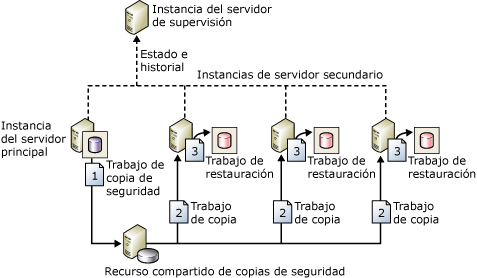 Instancia del servidor
de supervisión
Estado e
historial
Instancias de servidor secundario
Instancia
del servidor
principal
1
Trabajo de
copia de
seguridad
3
Trabajo de
restauración
3
Trabajo de
restauración
3
Trabajo de
restauración
2
Trabajo
de copia
2
Trabajo
de copia
2
Trabajo
de copia
Recurso compartido de copias de seguridad